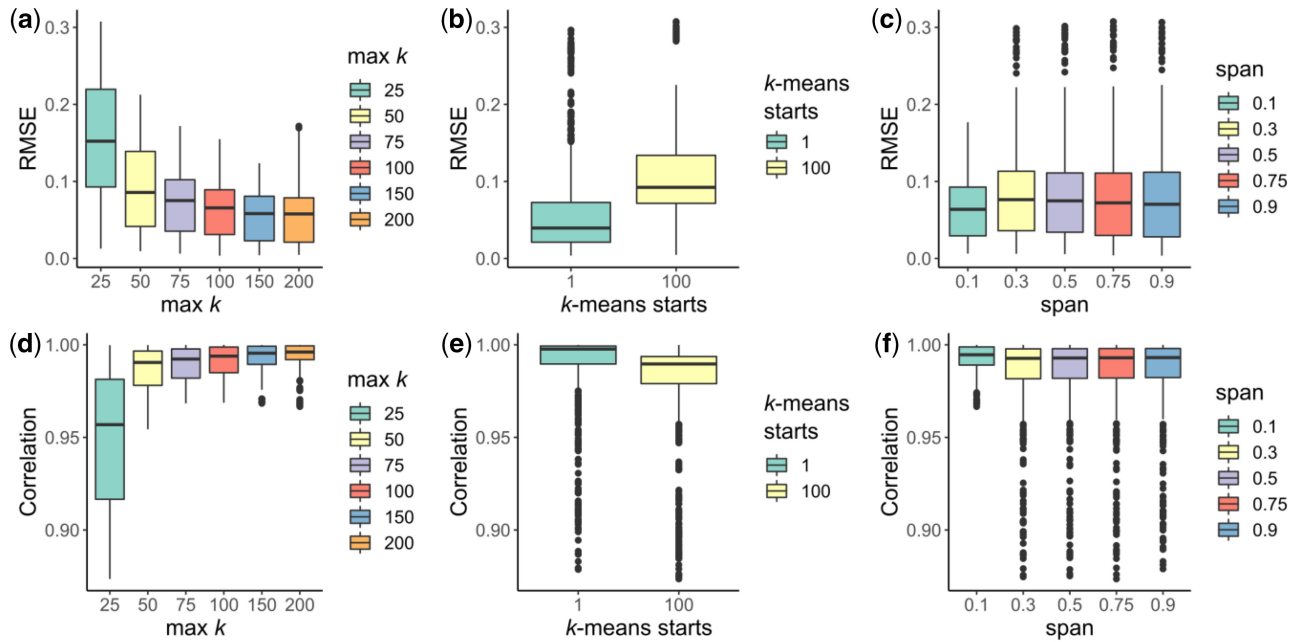 (a)
RMSE
0.3
0.2
0.1
0.0
25 50 75 100 150 200
max k
max k
25
50
75
100
150
200
(b)
RMSE
0.3
0.2
0.1
0.0
1 100
k-means starts
k-means
starts
1
100
(c)
RMSE
0.3
0.2
0.1
0.0
0.1 0.3 0.5 0.75 0.9
span
span
0.1
0.3
0.5
0.75
0.9
(d)
Correlation
1.00
0.95
0.90
25 50 75 100 150 200
max k
max k
25
50
75
100
150
200
(e)
Correlation
1.00
0.95
0.90
1 100
k-means starts
k-means
starts
1
100
(f)
Correlation
1.00
0.95
0.90
0.1 0.3 0.5 0.75 0.9
span
span
0.1
0.3
0.5
0.75
0.9